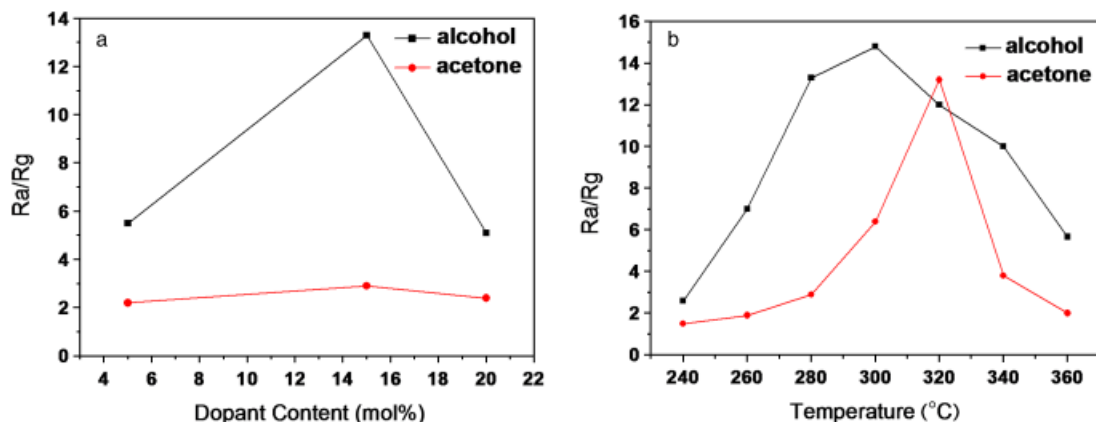 a
alcohol
acetone
Ra/Rg
14
12
10
8
6
4
2
0
4 6 8 10 12 14 16 18 20 22
Dopant Content (mol%)
b
alcohol
acetone
Ra/Rg
16
14
12
10
8
6
4
2
0
240 260 280 300 320 340 360
Temperature (°C)